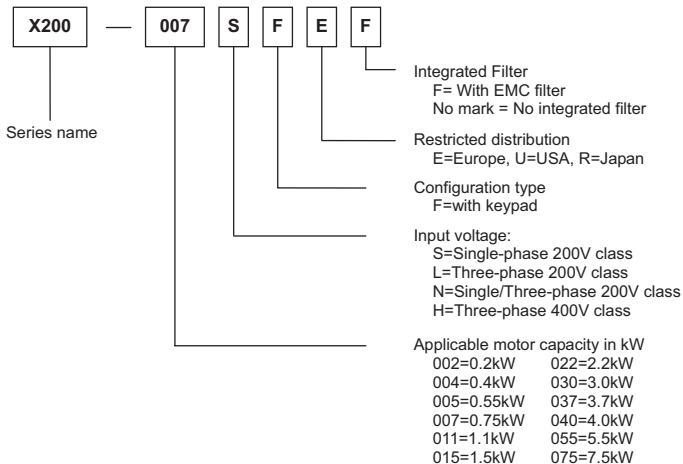 X200 — 007 S F E F
Integrated Filter
F= With EMC filter
No mark = No integrated filter
Series name
Restricted distribution
E=Europe, U=USA, R=Japan
Configuration type
F=with keypad
Input voltage:
S=Single-phase 200V class
L=Three-phase 200V class
N=Single/Three-phase 200V class
H=Three-phase 400V class
Applicable motor capacity in kW
002=0.2kW 022=2.2kW
004=0.4kW 030=3.0kW
005=0.55kW 037=3.7kW
007=0.75kW 040=4.0kW
011=1.1kW 055=5.5kW
015=1.5kW 075=7.5kW